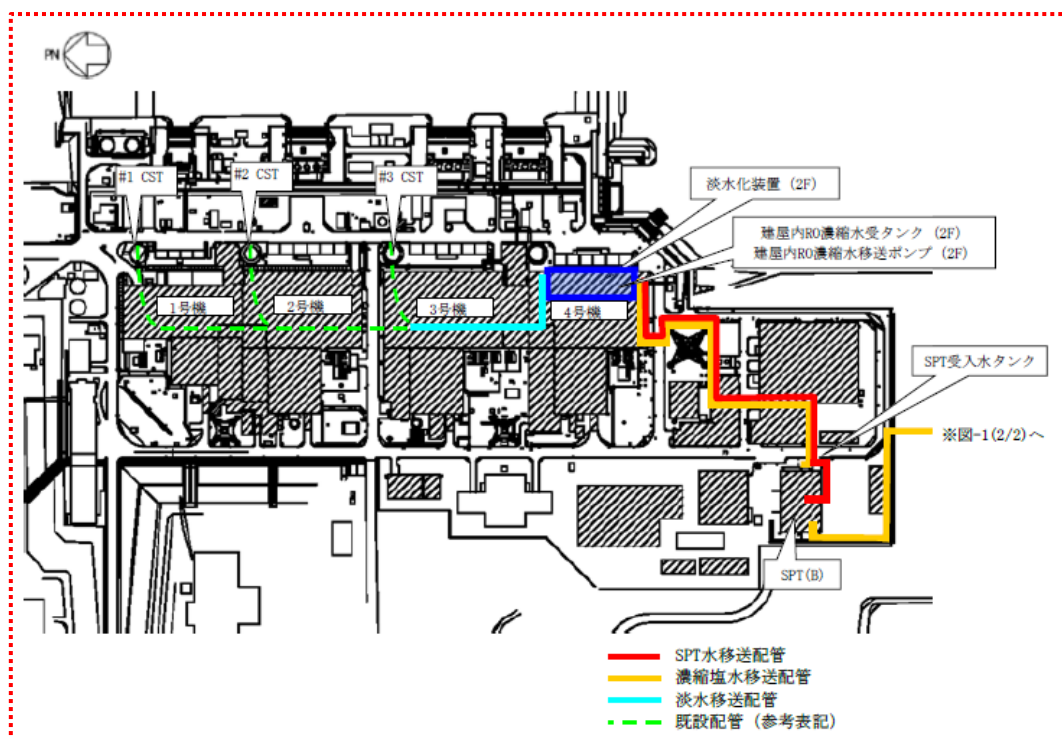 PN
#1 CST
#2 CST
#3 CST
淡水化装置 (2F)
建屋内RO濃縮水受タンク (2F)
建屋内RO濃縮水移送ポンプ (2F)
1号機
2号機
3号機
4号機
SPT受入水タンク
※図-1(2/2)へ
SPT(B)
SPT水移送配管
濃縮塩水移送配管
淡水移送配管
既設配管 (参考表記)